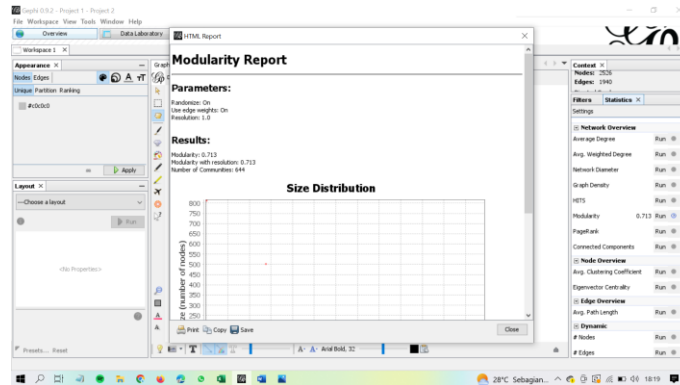 Gephi 0.9.2 - Project 1 - Project 2
File Workspace View Tools Window Help
Overview
Data Laboratory
Workspace 1 ×
Appearance ×
Nodes Edges
Unique Partition Ranking
#c0c0c0
Apply
Layout ×
---Choose a layout
Run
<No Properties>
Presets... Reset
HTML Report
Modularity Report
Parameters:
Randomize: On
Use edge weights: On
Resolution: 1.0
Results:
Modularity: 0.713
Modularity with resolution: 0.713
Number of Communities: 644
Size Distribution
800
750
700
650
600
550
500
450
400
350
300
250
ze (number of nodes)
Print Copy Save
Close
T
A- A- Arial Bold, 32
Context ×
Nodes: 2526
Edges: 1940
Filters Statistics ×
Settings
Network Overview
Average Degree Run
Avg. Weighted Degree Run
Network Diameter Run
Graph Density Run
HITS Run
Modularity 0.713 Run
PageRank Run
Connected Components Run
Node Overview
Avg. Clustering Coefficient Run
Eigenvector Centrality Run
Edge Overview
Avg. Path Length Run
Dynamic
# Nodes Run
# Edges Run
28°C Sebagian...
18:19